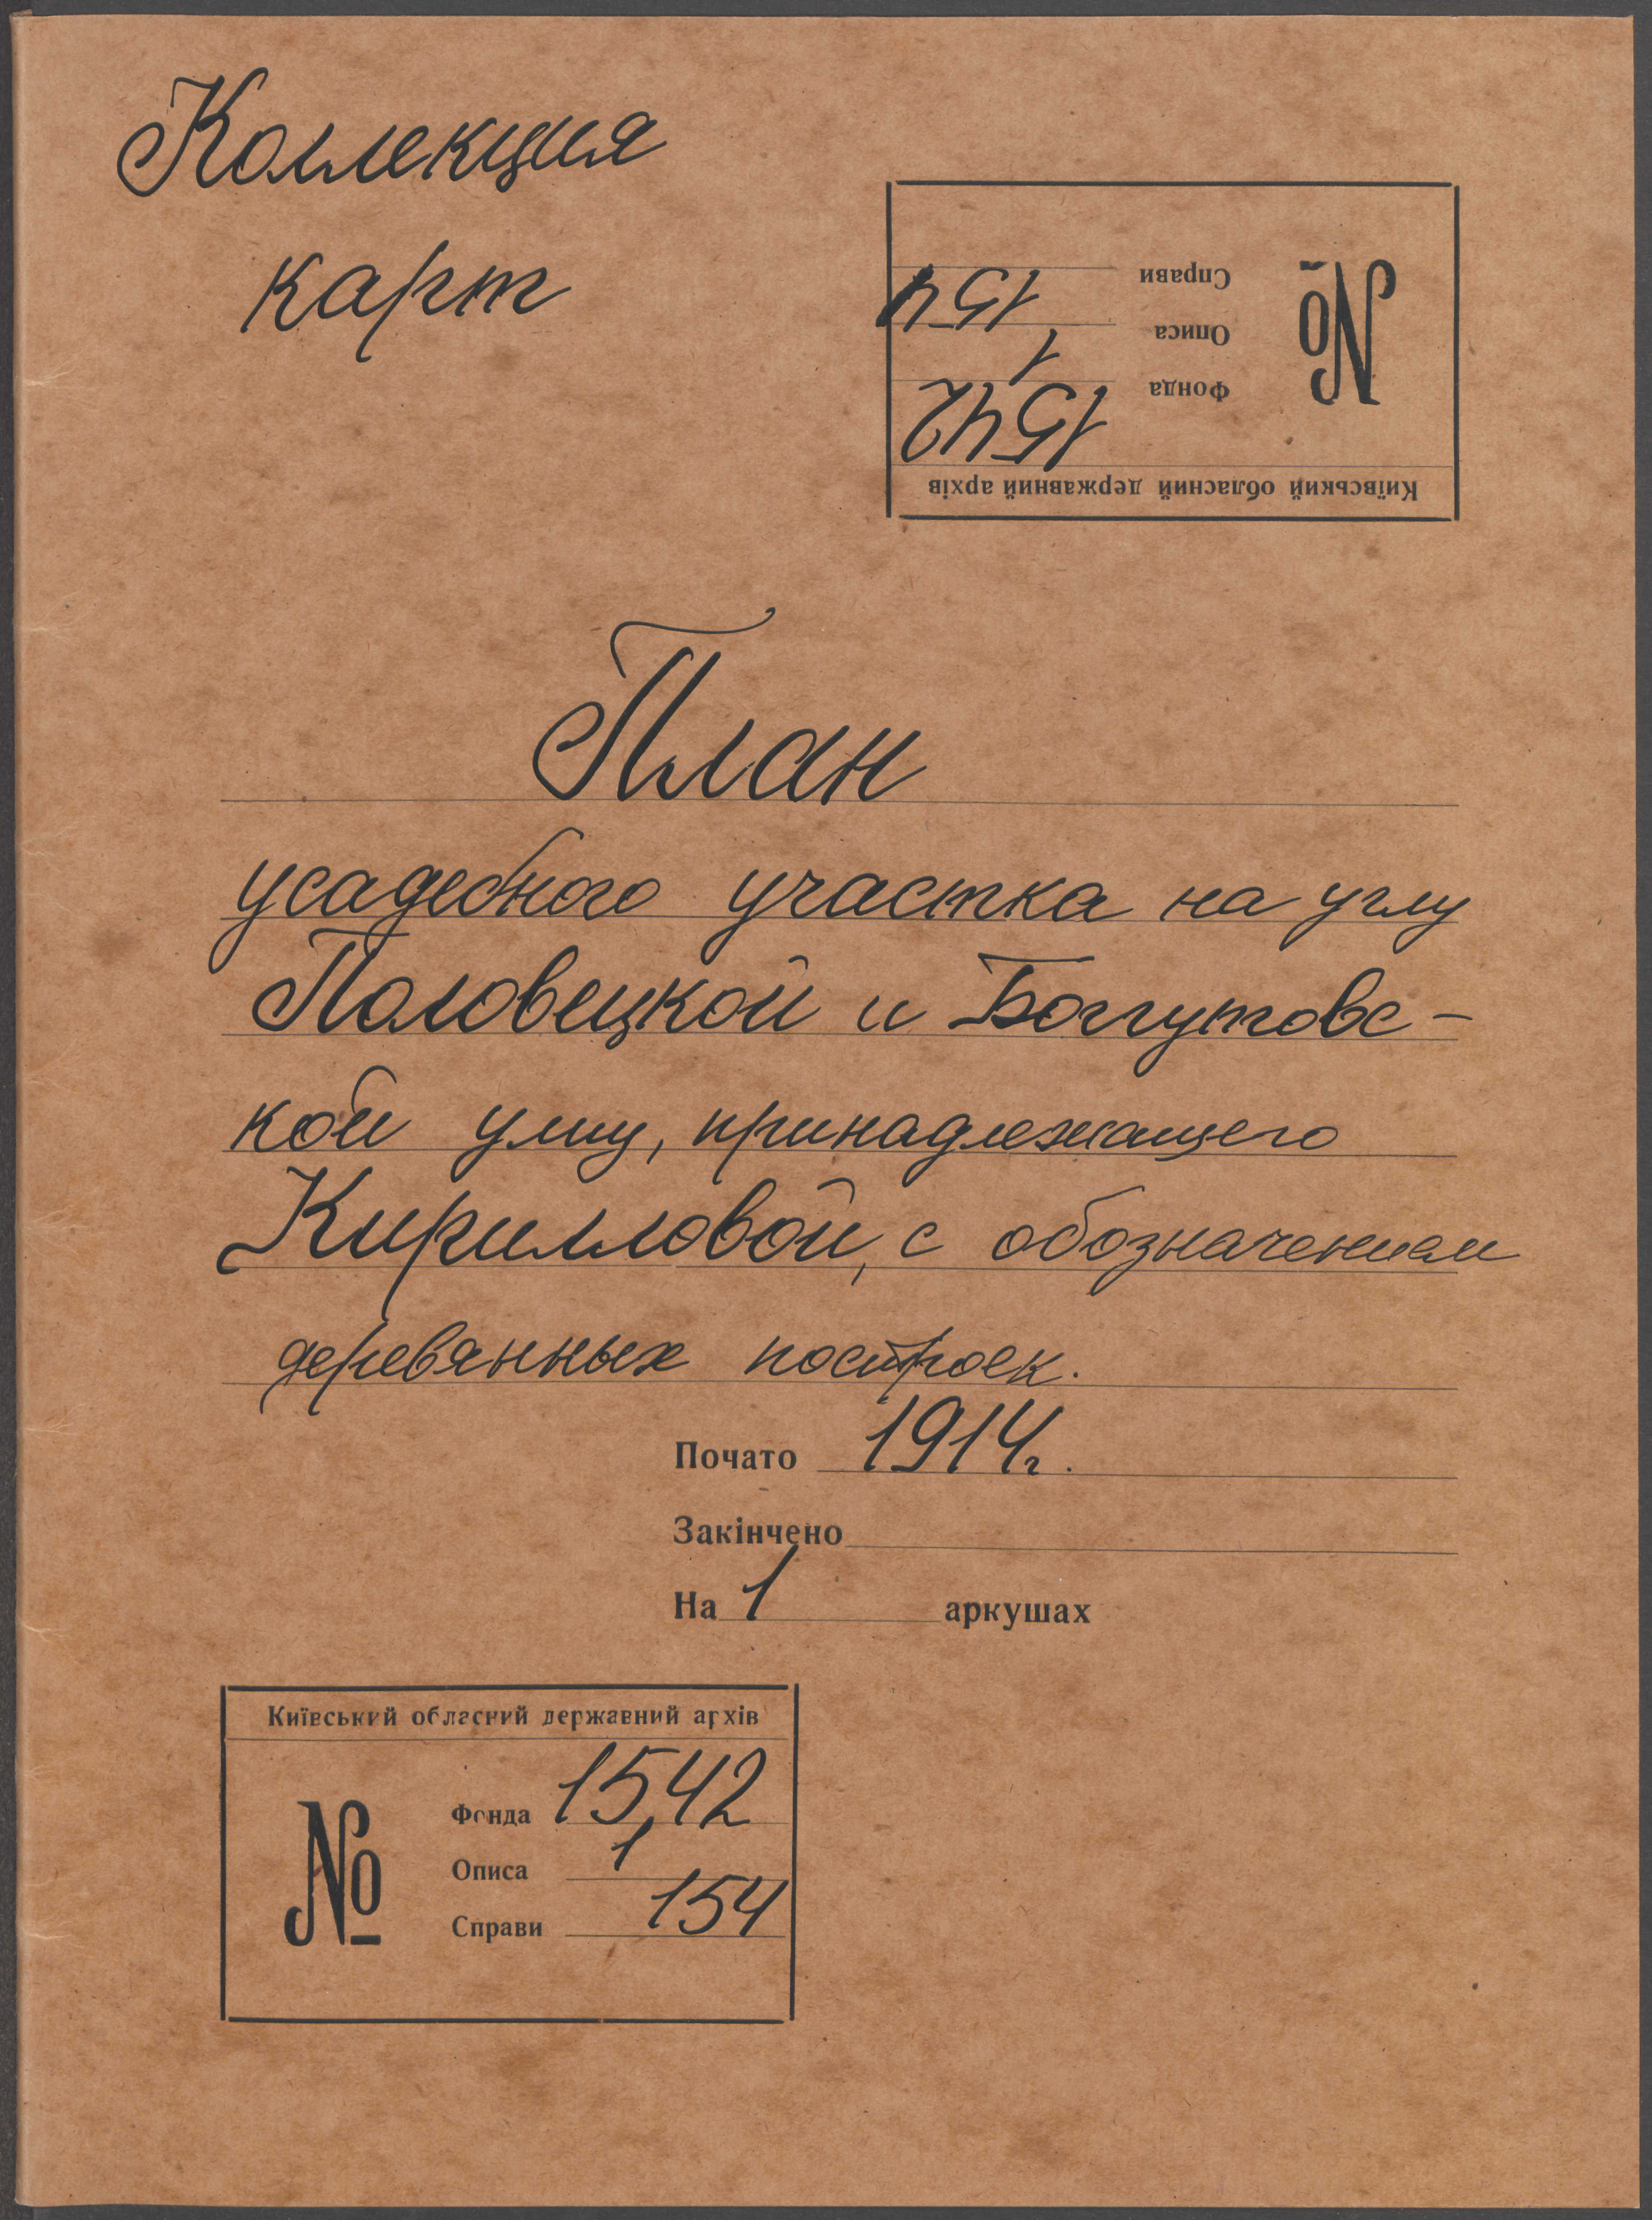 Коллекция
карт
Київський обласний державний архів
№
Фонда 1542
Описа 1
Справи 154
План
усадебного участка на углу
Половецкой и Боггутовс-
кой улиц, принадлежащего
Кирилловой, с обозначением
деревянных построек.
Почато 1914г.
Закінчено
На 1 аркушах
Київський обласний державний архів
№
Фонда 1542
Описа 1
Справи 154